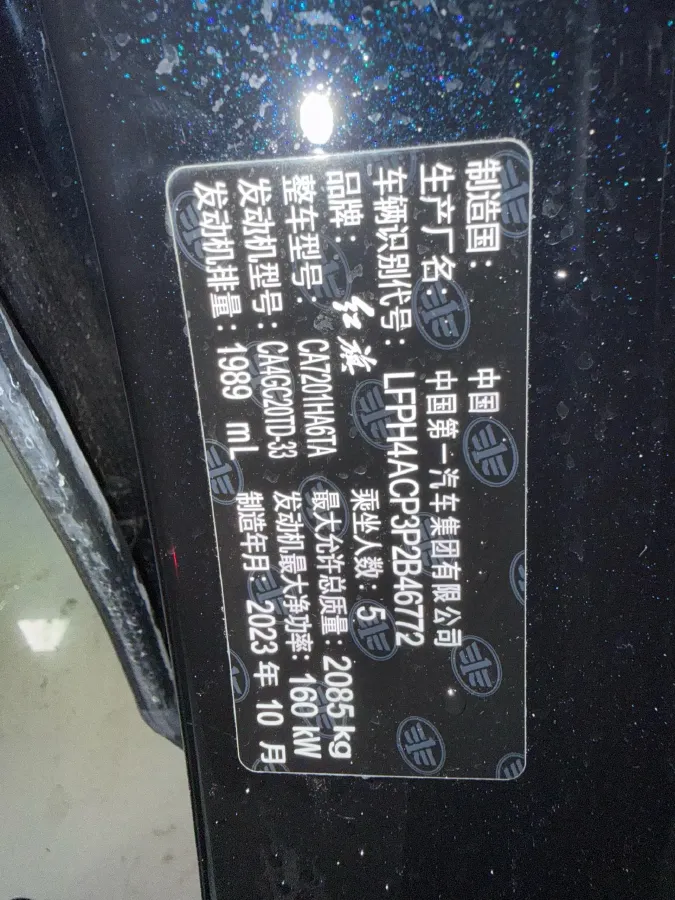 制造国： 中国
生产厂名： 中国第一汽车集团有限公司
车辆识别代号： LFPH4ACP3P2B46772
品牌： 红旗 乘坐人数： 5
整车型号： CA7201HA6TA 最大允许总质量： 2085 kg
发动机型号： CA4GC20TD-33 发动机最大净功率： 160 kW
发动机排量： 1989 mL 制造年月： 2023 年 10 月